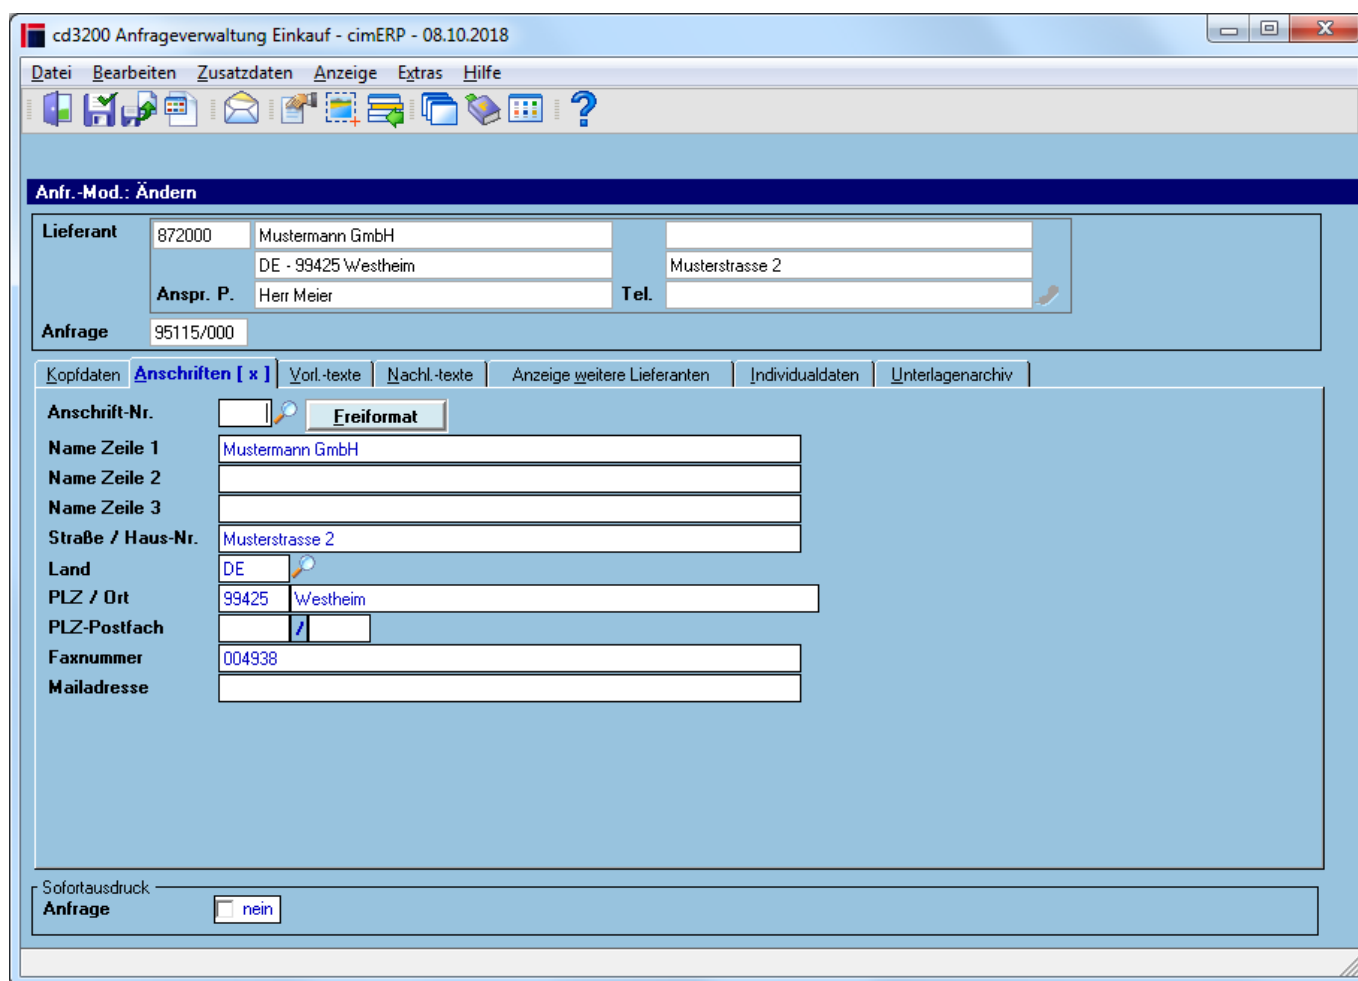 cd3200 Anfrageverwaltung Einkauf - cimERP - 08.10.2018
Datei Bearbeiten Zusatzdaten Anzeige Extras Hilfe
Anfr.-Mod.: Ändern
Lieferant 872000 Mustermann GmbH
DE - 99425 Westheim Musterstrasse 2
Anspr. P. Herr Meier Tel.
Anfrage 95115/000
Kopfdaten Anschriften [ x ] Vorl.-texte Nachl.-texte Anzeige weitere Lieferanten Individualdaten Unterlagenarchiv
Anschrift-Nr. Freiformat
Name Zeile 1 Mustermann GmbH
Name Zeile 2
Name Zeile 3
Straße / Haus-Nr. Musterstrasse 2
Land DE
PLZ / Ort 99425 Westheim
PLZ-Postfach /
Faxnummer 004938
Mailadresse
Sofortausdruck
Anfrage nein